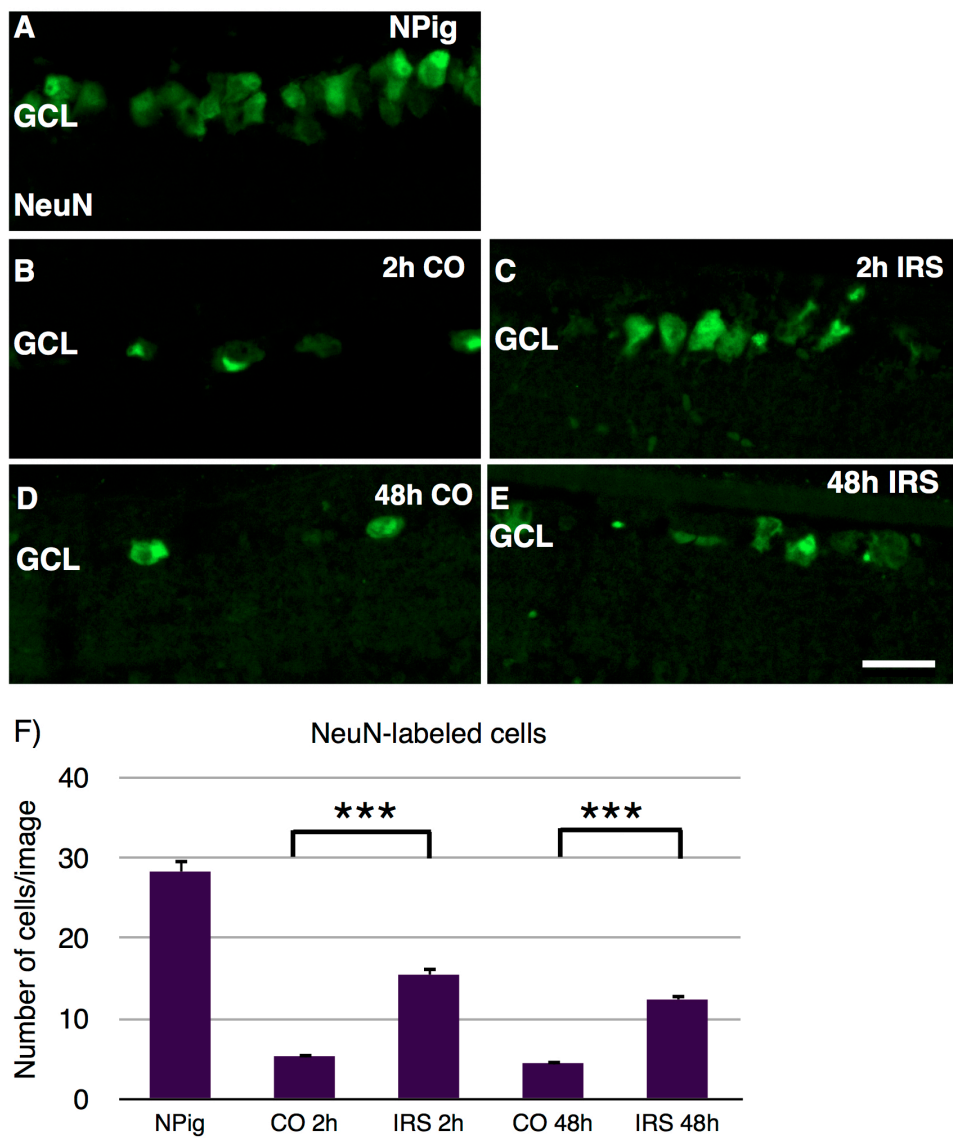 A
NPig
GCL
NeuN
B
2h CO
GCL
C
2h IRS
GCL
D
48h CO
GCL
E
48h IRS
GCL
F)
NeuN-labeled cells
Number of cells/image
40
30
20
10
0
***
***
NPig
CO 2h
IRS 2h
CO 48h
IRS 48h